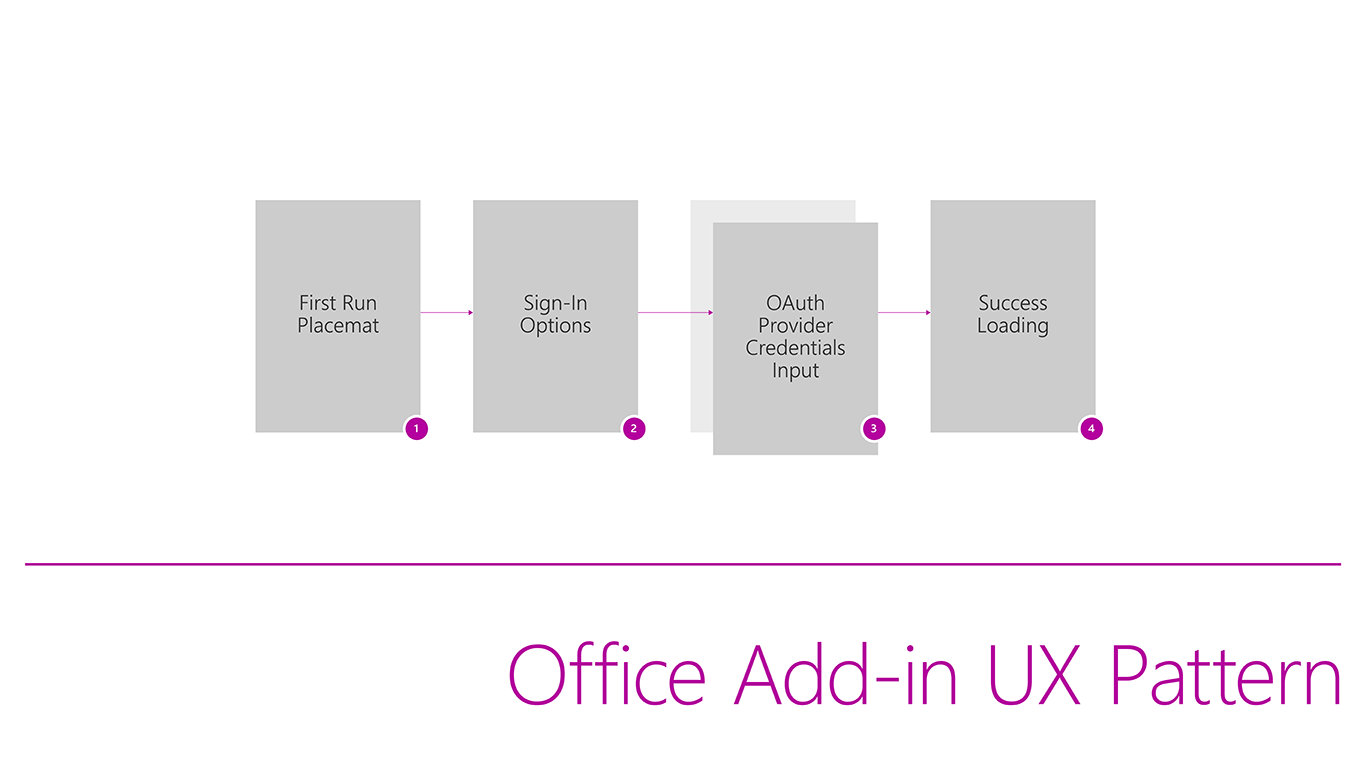 First Run
Placemat
1
Sign-In
Options
2
OAuth
Provider
Credentials
Input
3
Success
Loading
4
Office Add-in UX Pattern